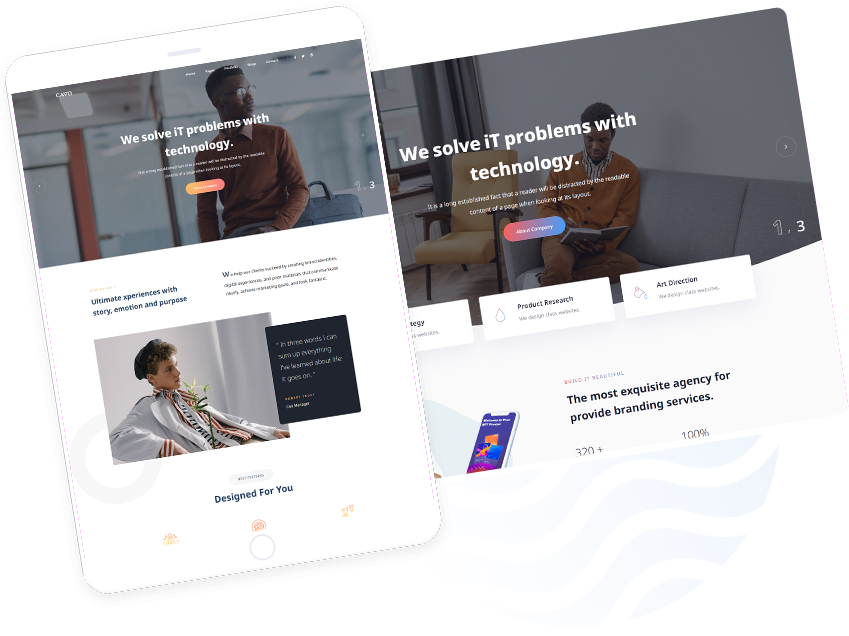 CAVO
Home Pages Portfolio Shop Contact
We solve iT problems with
technology.
It is a long established fact that a reader will be distracted by the readable
content of a page when looking at its layout.
About Company
3
Ultimate xperiences with
story, emotion and purpose
We help our clients succeed by creating brand identities,
digital experiences, and print materials that communicate
clearly, achieve marketing goals, and look fantastic.
" In three words I can
sum up everything
I've learned about life:
it goes on. "
ROBERT FROST
BEST FEATURES
Designed For You
We solve iT problems with
technology.
It is a long established fact that a reader will be distracted by the readable
content of a page when looking at its layout.
About Company
1 / 3
tegy
websites.
Product Research
We design class websites.
Art Direction
We design class websites.
BUILD IT BEAUTIFUL
The most exquisite agency for
provide branding services.
320 +
100%